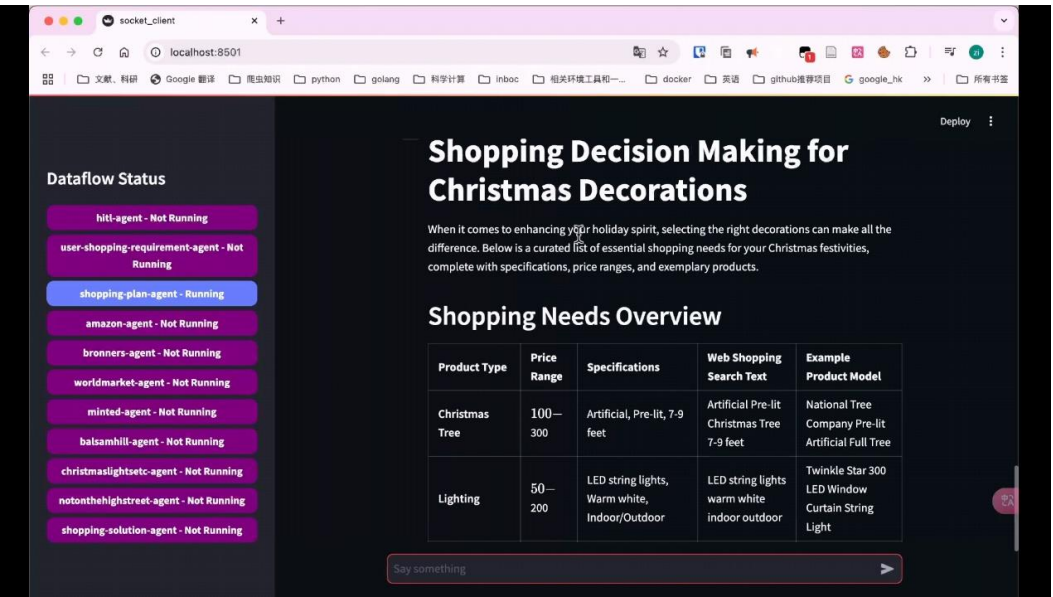 socket_client
localhost:8501
文献、科研
Google 翻译
爬虫知识
python
golang
科学计算
lnboc
相关环境工具和一...
docker
英语
github推荐项目
google_hk
所有书签
Deploy
Dataflow Status
hitl-agent - Not Running
user-shopping-requirement-agent - Not
Running
shopping-plan-agent - Running
amazon-agent - Not Running
bronners-agent - Not Running
worldmarket-agent - Not Running
minted-agent - Not Running
balsamhill-agent - Not Running
christmaslightsetc-agent - Not Running
notonthehighstreet-agent - Not Running
shopping-solution-agent - Not Running
Shopping Decision Making for
Christmas Decorations
When it comes to enhancing your holiday spirit, selecting the right decorations can make all the
difference. Below is a curated list of essential shopping needs for your Christmas festivities,
complete with specifications, price ranges, and exemplary products.
Shopping Needs Overview
Product Type
Price
Range
Specifications
Web Shopping
Search Text
Example
Product Model
Christmas
Tree
100—
300
Artificial, Pre-lit, 7-9
feet
Artificial Pre-lit
Christmas Tree
7-9 feet
National Tree
Company Pre-lit
Artificial Full Tree
Lighting
50—
200
LED string lights,
Warm white,
Indoor/Outdoor
LED string lights
warm white
indoor outdoor
Twinkle Star 300
LED Window
Curtain String
Light
Say something